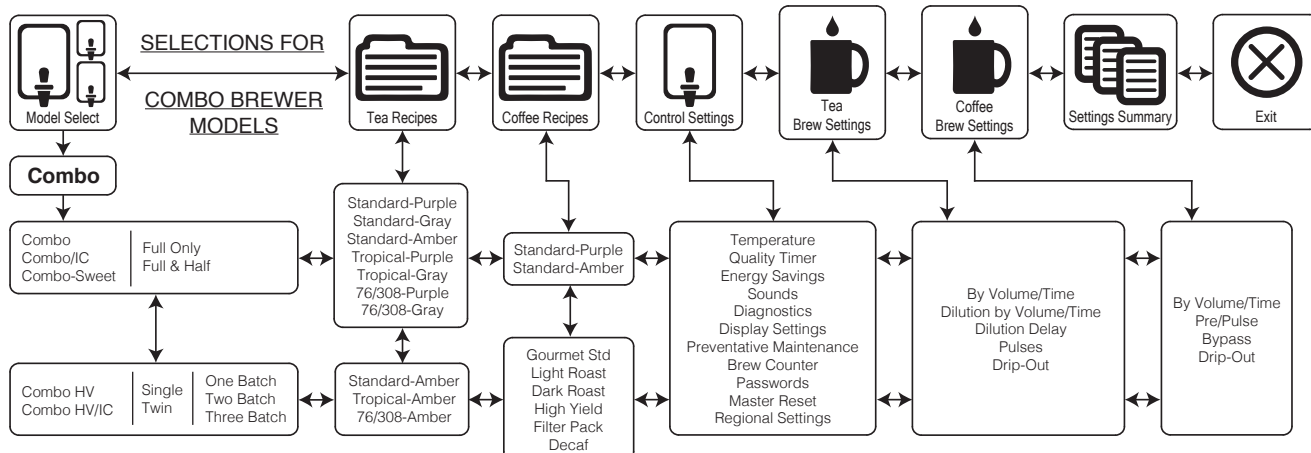 SELECTIONS FOR
COMBO BREWER
MODELS
Model Select
Tea Recipes
Coffee Recipes
Control Settings
Tea
Brew Settings
Coffee
Brew Settings
Settings Summary
Exit
Combo
Combo
Combo/IC
Combo-Sweet
Full Only
Full & Half
Standard-Purple
Standard-Gray
Standard-Amber
Tropical-Purple
Tropical-Gray
76/308-Purple
76/308-Gray
Standard-Purple
Standard-Amber
Temperature
Quality Timer
Energy Savings
Sounds
Diagnostics
Display Settings
Preventative Maintenance
Brew Counter
Passwords
Master Reset
Regional Settings
By Volume/Time
Dilution by Volume/Time
Dilution Delay
Pulses
Drip-Out
By Volume/Time
Pre/Pulse
Bypass
Drip-Out
Combo HV
Combo HV/IC
Single
Twin
One Batch
Two Batch
Three Batch
Standard-Amber
Tropical-Amber
76/308-Amber
Gourmet Std
Light Roast
Dark Roast
High Yield
Filter Pack
Decaf